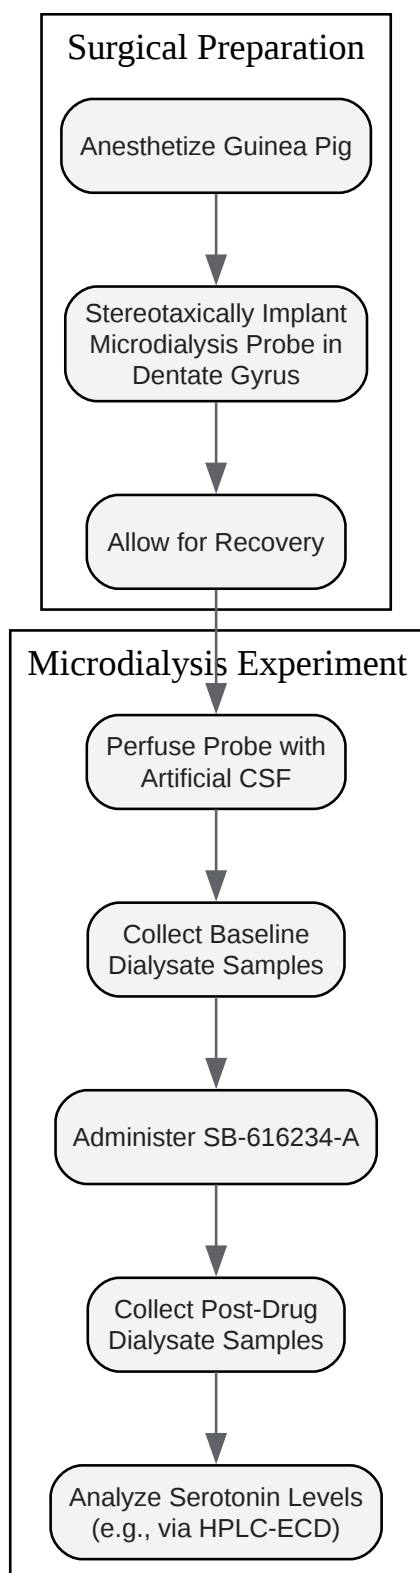 Surgical Preparation
Anesthetize Guinea Pig
Stereotaxically Implant
Microdialysis Probe in
Dentate Gyrus
Allow for Recovery
Microdialysis Experiment
Perfuse Probe with
Artificial CSF
Collect Baseline
Dialysate Samples
Administer SB-616234-A
Collect Post-Drug
Dialysate Samples
Analyze Serotonin Levels
(e.g., via HPLC-ECD)